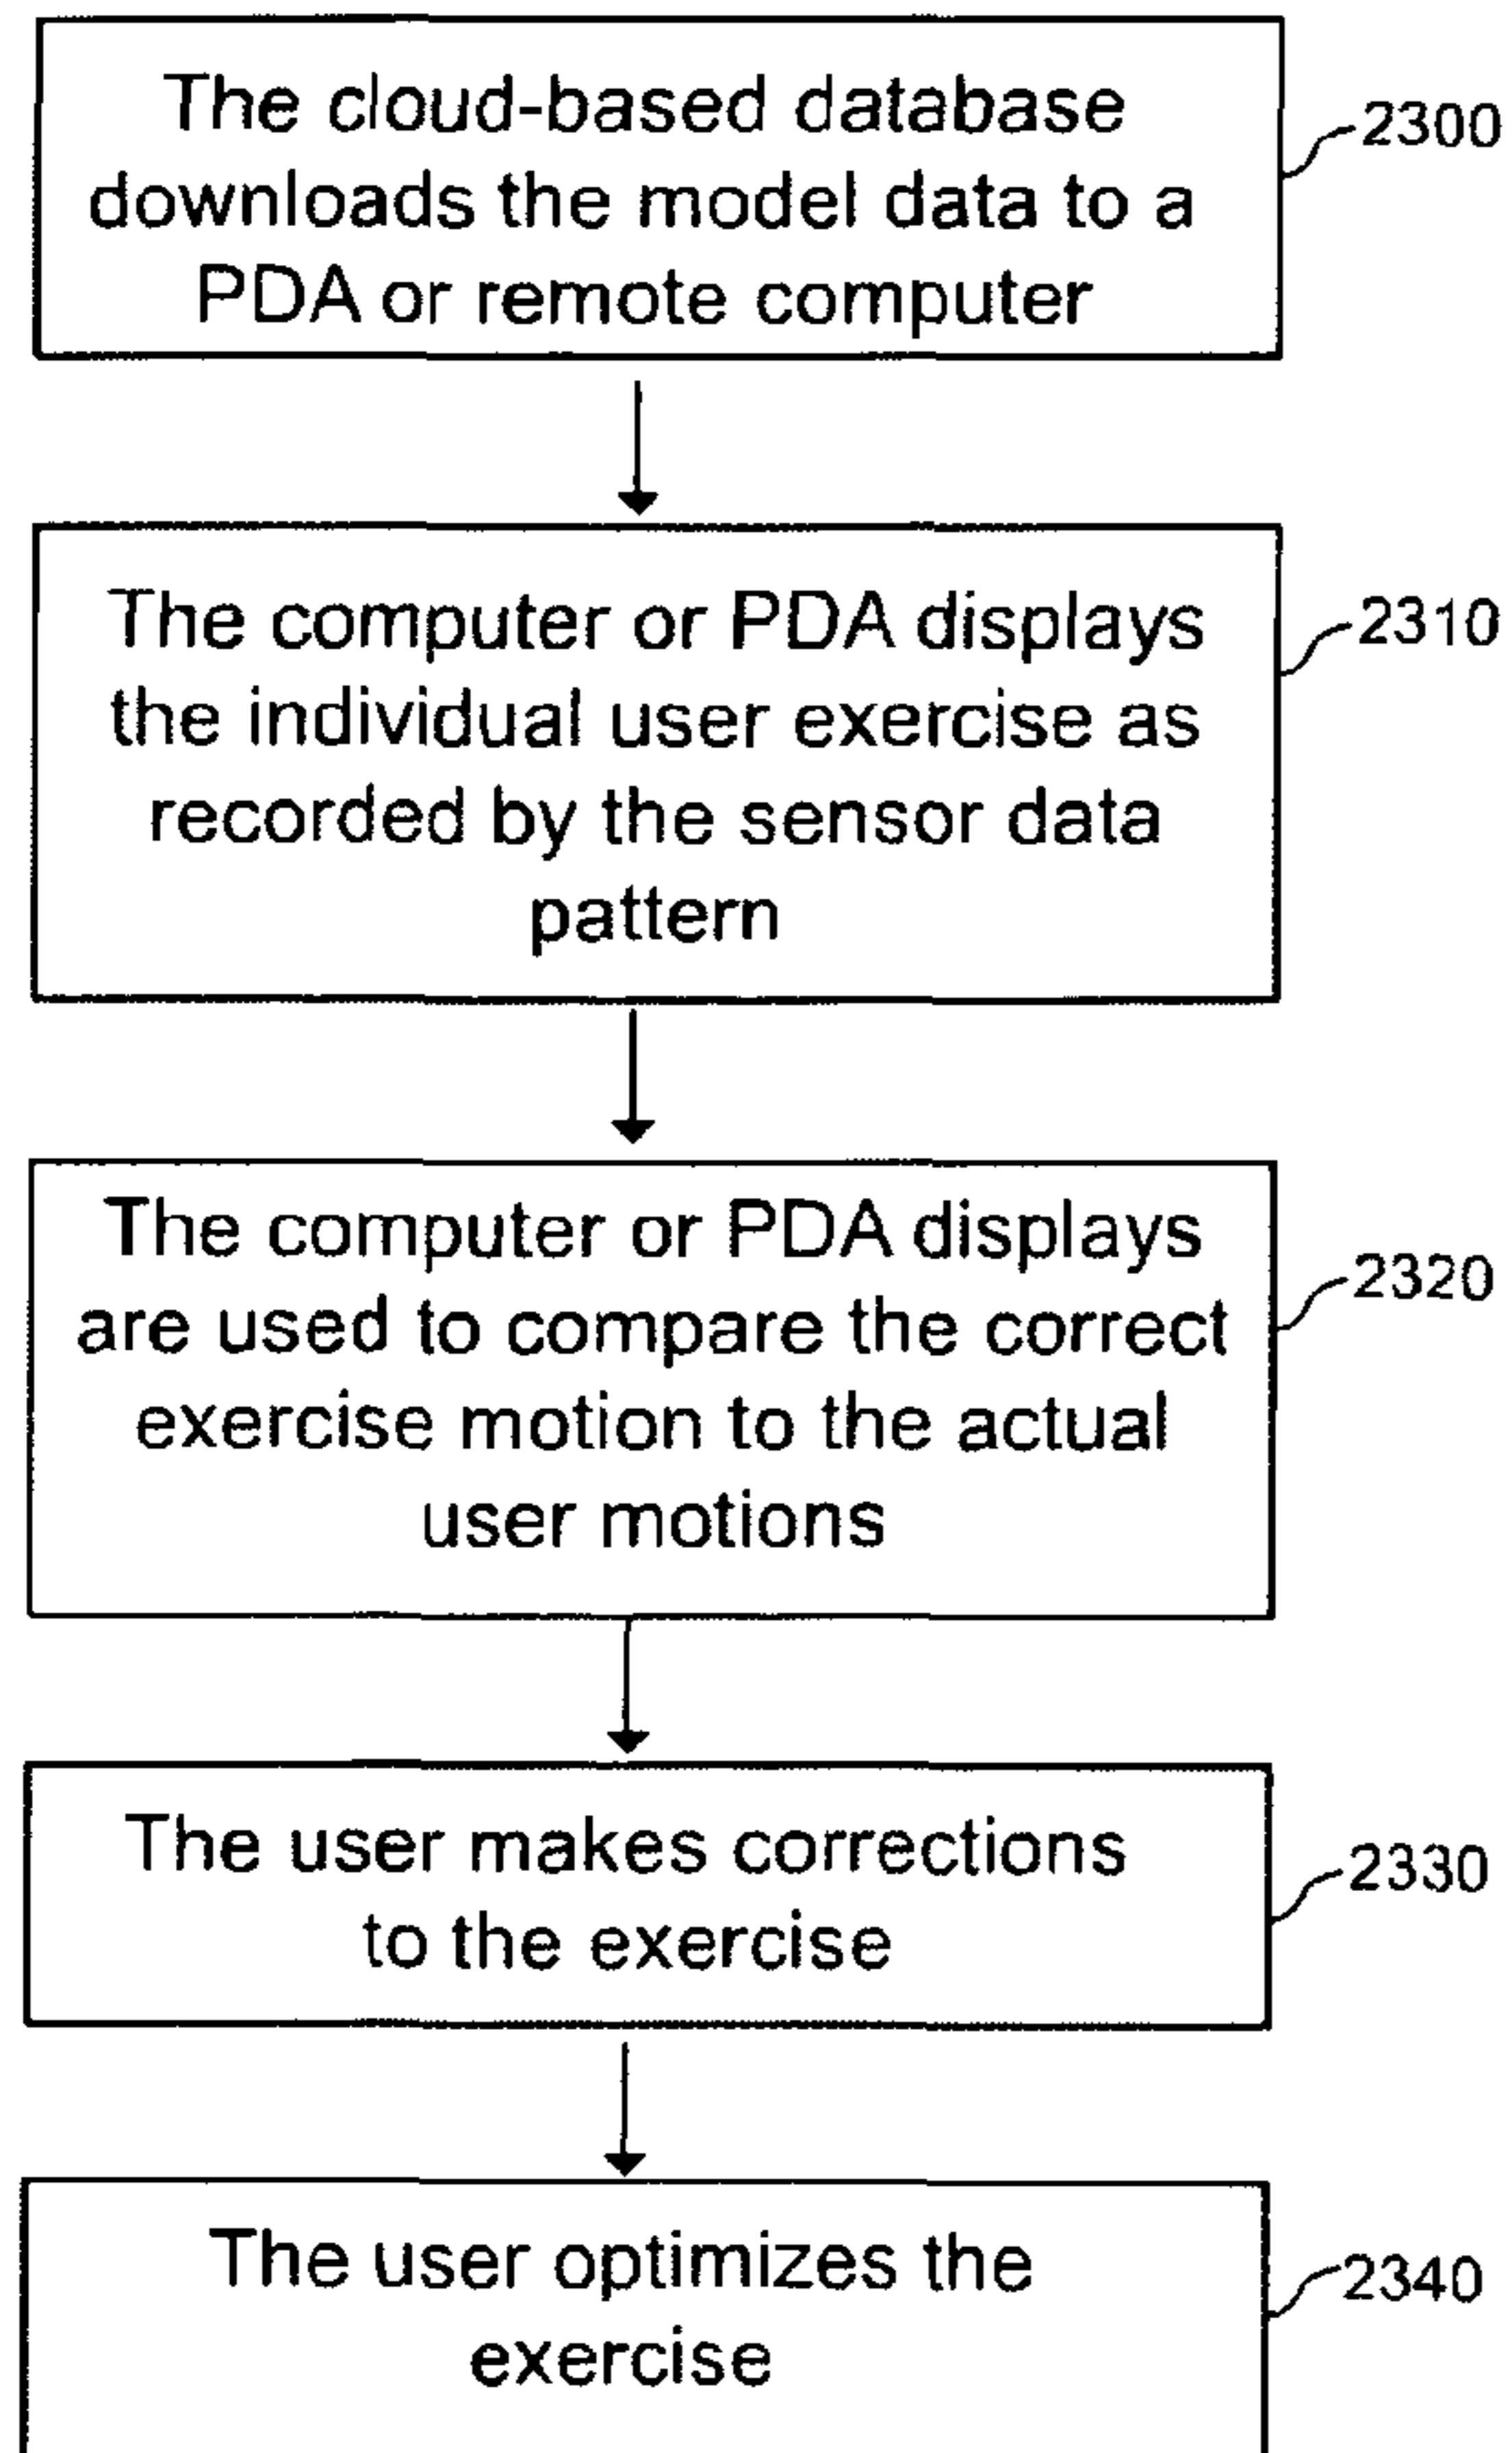 The cloud-based database
downloads the model data to a
PDA or remote computer
2300
The computer or PDA displays
the individual user exercise as
recorded by the sensor data
pattern
2310
The computer or PDA displays
are used to compare the correct
exercise motion to the actual
user motions
2320
The user makes corrections
to the exercise
2330
The user optimizes the
exercise
2340